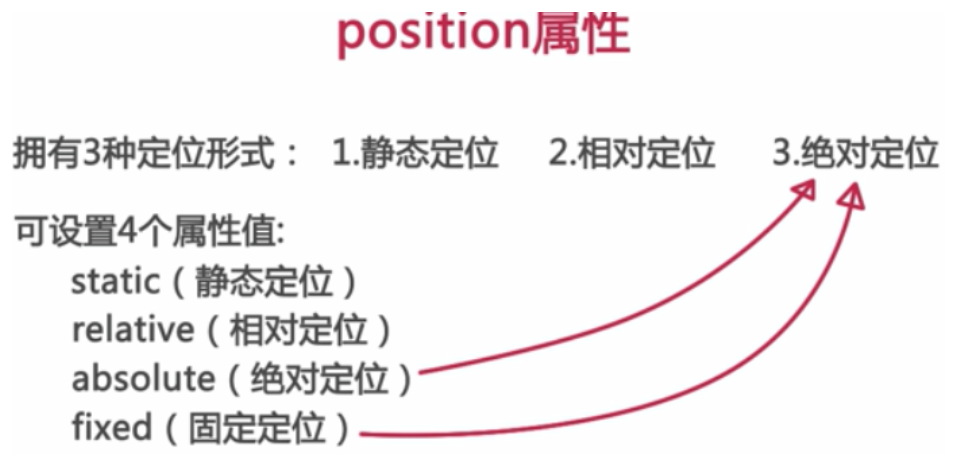 position属性
拥有3种定位形式： 1.静态定位 2.相对定位 3.绝对定位
可设置4个属性值:
static（静态定位）
relative（相对定位）
absolute（绝对定位）
fixed（固定定位）